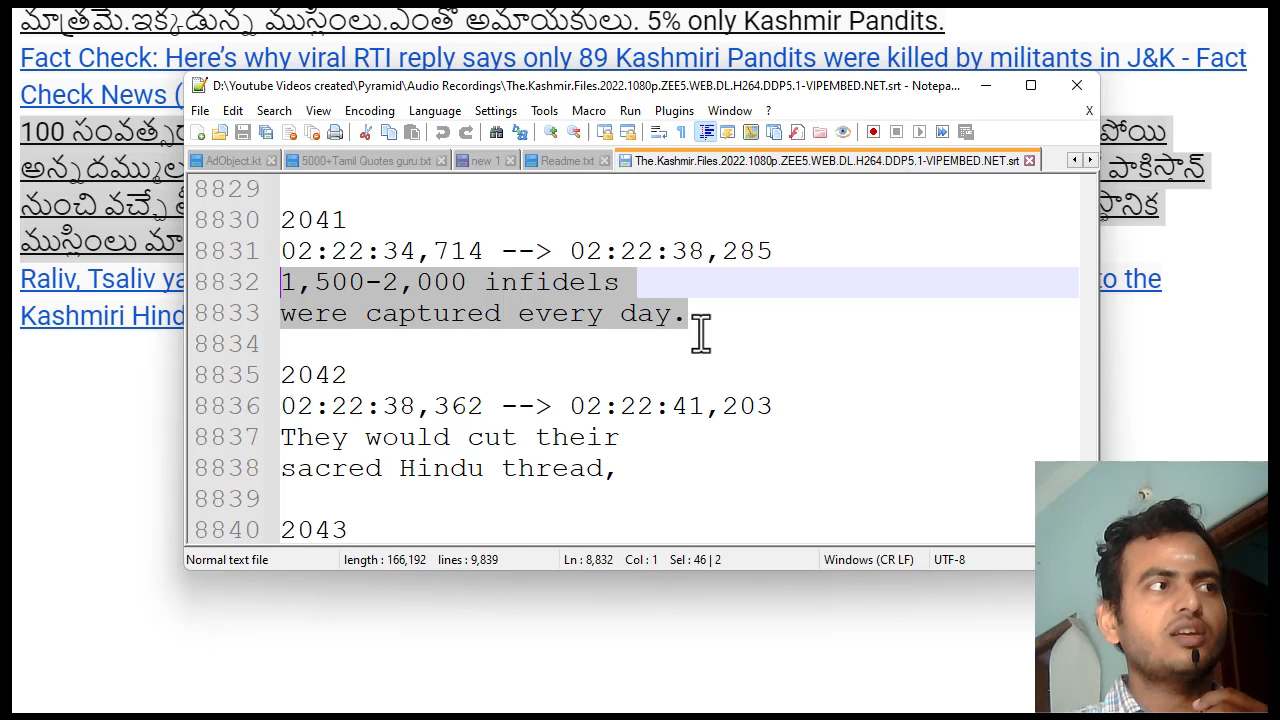 మాత్రమే.ఇక్కడున్న ముస్లింలు.ఎంతో అమాయకులు. 5% only Kashmir Pandits.
Fact Check: Here’s why viral RTI reply says only 89 Kashmiri Pandits were killed by militants in J&K - Fact
Check News (
D:\Youtube Videos created\Pyramid\Audio Recordings\The.Kashmir.Files.2022.1080p.ZEE5.WEB.DL.H264.DDP5.1-VIPEMBED.NET.srt - Notepa...
File Edit Search View Encoding Language Settings Tools Macro Run Plugins Window ? X
100 పోయి
AdObject.kt 5000+Tamil Quotes guru.txt new 1 Readme.txt The.Kashmir.Files.2022.1080p.ZEE5.WEB.DL.H264.DDP5.1-VIPEMBED.NET.srt
అన్నదమ్ముల పాకిస్తాన్
8829
నుంచి వచ్చే
8830 2041
ముస్లింలు మా
8831 02:22:34,714 --> 02:22:38,285
Raliv, Tsaliv to the
8832 1,500-2,000 infidels
Kashmiri Hind
8833 were captured every day.
8834
8835 2042
8836 02:22:38,362 --> 02:22:41,203
8837 They would cut their
8838 sacred Hindu thread,
8839
8840 2043
Normal text file length : 166,192 lines : 9,839 Ln : 8,832 Col : 1 Sel : 46 | 2 Windows (CR LF) UTF-8